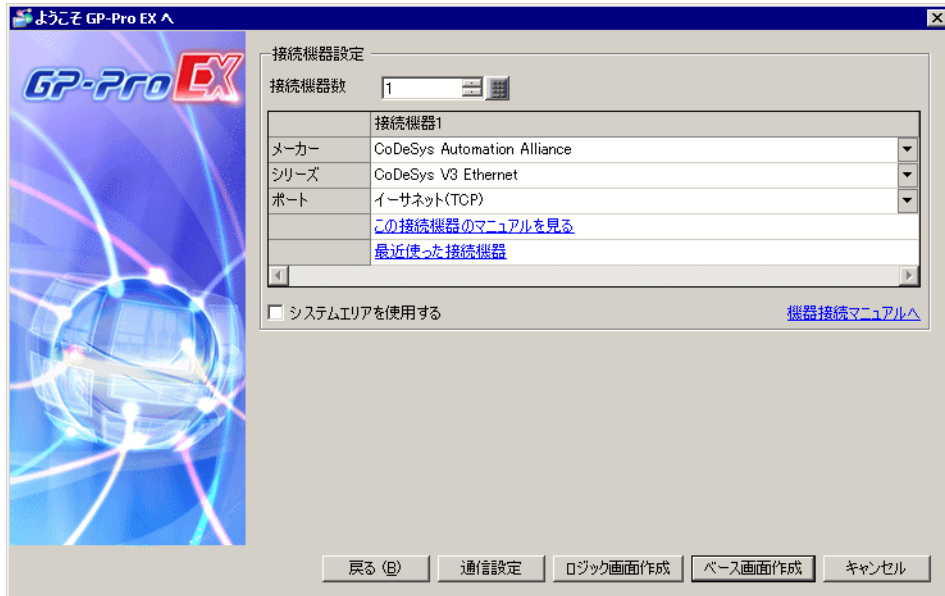 ようこそ GP-Pro EX へ
GP-Pro EX
接続機器設定
接続機器数 1
接続機器1
メーカー CoDeSys Automation Alliance
シリーズ CoDeSys V3 Ethernet
ポート イーサネット(TCP)
この接続機器のマニュアルを見る
最近使った接続機器
システムエリアを使用する 機器接続マニュアルへ
戻る (B) 通信設定 ロジック画面作成 ベース画面作成 キャンセル